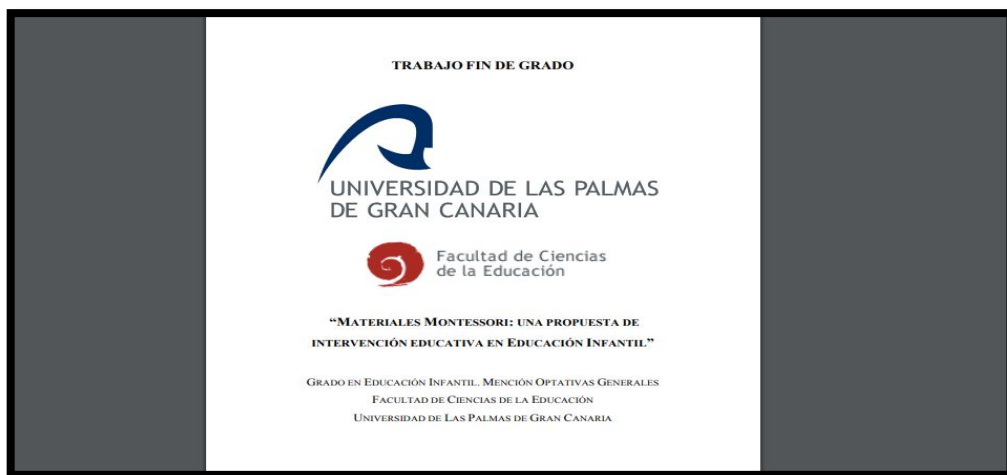 TRABAJO FIN DE GRADO
UNIVERSIDAD DE LAS PALMAS
DE GRAN CANARIA
Facultad de Ciencias
de la Educación
“MATERIALES MONTESSORI: UNA PROPUESTA DE
INTERVENCIÓN EDUCATIVA EN EDUCACIÓN INFANTIL”
GRADO EN EDUCACIÓN INFANTIL. MENCIÓN OPTATIVAS GENERALES
FACULTAD DE CIENCIAS DE LA EDUCACIÓN
UNIVERSIDAD DE LAS PALMAS DE GRAN CANARIA